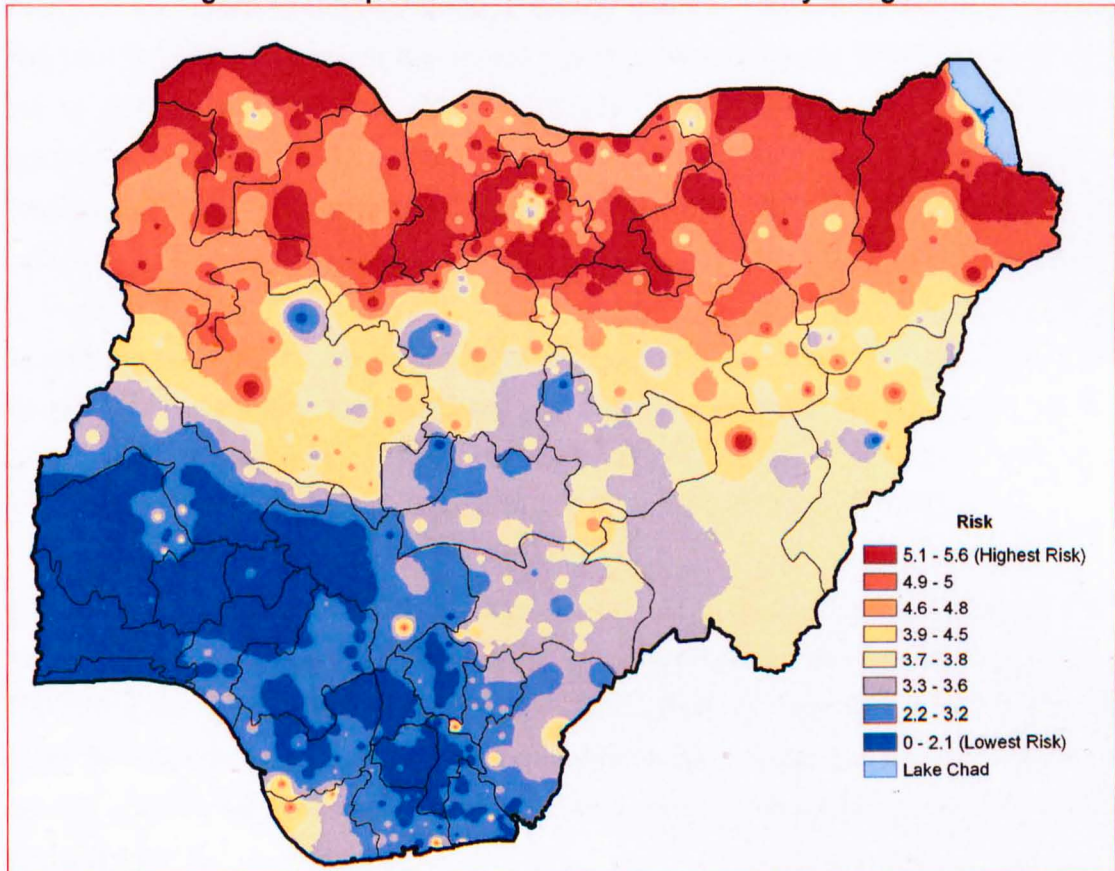 Risk
5.1 - 5.6 (Highest Risk)
4.9 - 5
4.6 - 4.8
3.9 - 4.5
3.7 - 3.8
3.3 - 3.6
2.2 - 3.2
0 - 2.1 (Lowest Risk)
Lake Chad